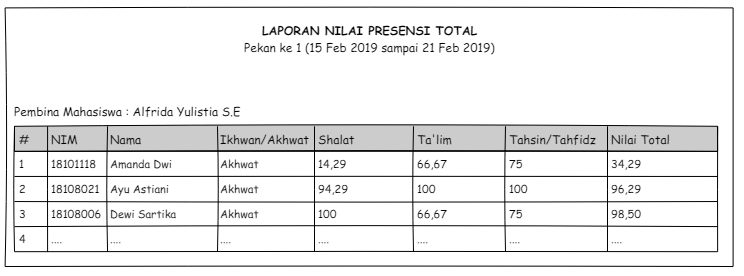 LAPORAN NILAI PRESENSI TOTAL
Pekan ke 1 (15 Feb 2019 sampai 21 Feb 2019)
Pembina Mahasiswa : Alfrida Yulistia S.E
# NIM Nama Ikhwan/Akhwat Shalat Ta'lim Tahsin/Tahfidz Nilai Total
1 18101118 Amanda Dwi Akhwat 14,29 66,67 75 34,29
2 18108021 Ayu Astiani Akhwat 94,29 100 100 96,29
3 18108006 Dewi Sartika Akhwat 100 66,67 75 98,50
4 .... .... .... .... .... .... ....